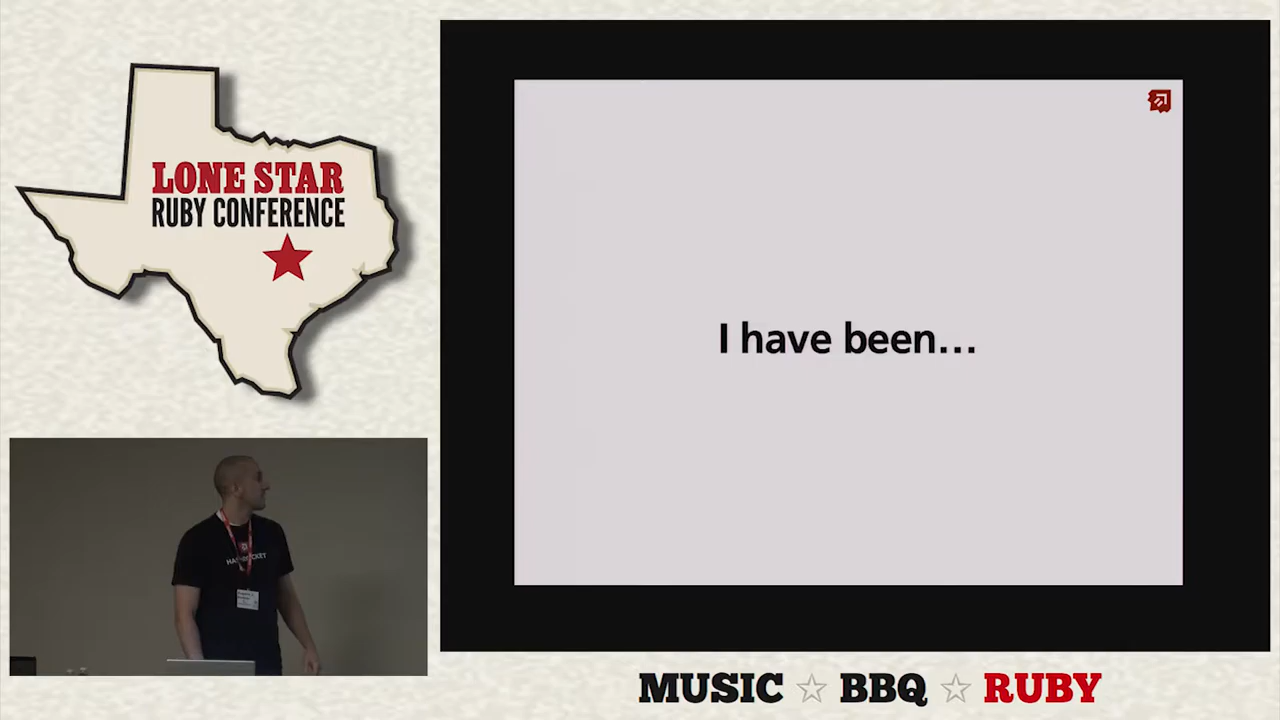 LONE STAR
RUBY CONFERENCE
I have been...
MUSIC ☆ BBQ ☆ RUBY